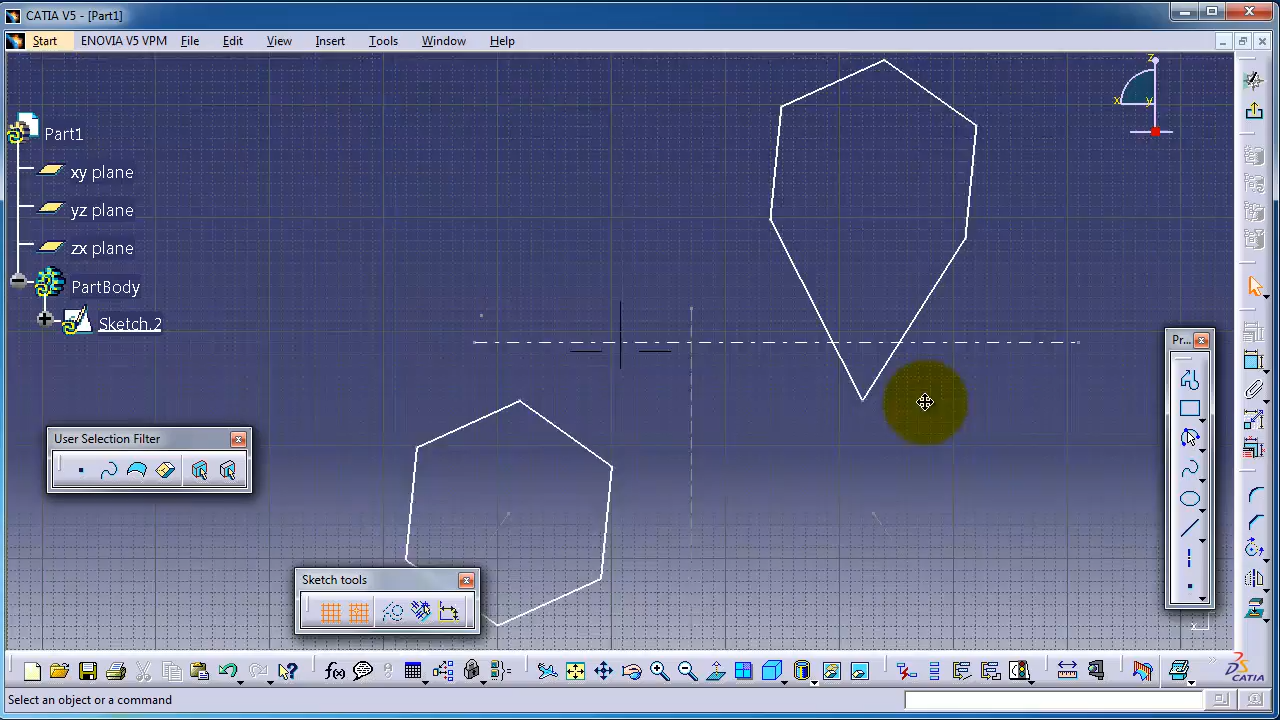 CATIA V5 - [Part1]
Start ENOVIA V5 VPM File Edit View Insert Tools Window Help
z
x y
Part1
xy plane
yz plane
zx plane
PartBody
Sketch.2
Pr...
User Selection Filter
Sketch tools
f(x)
CATIA
Select an object or a command